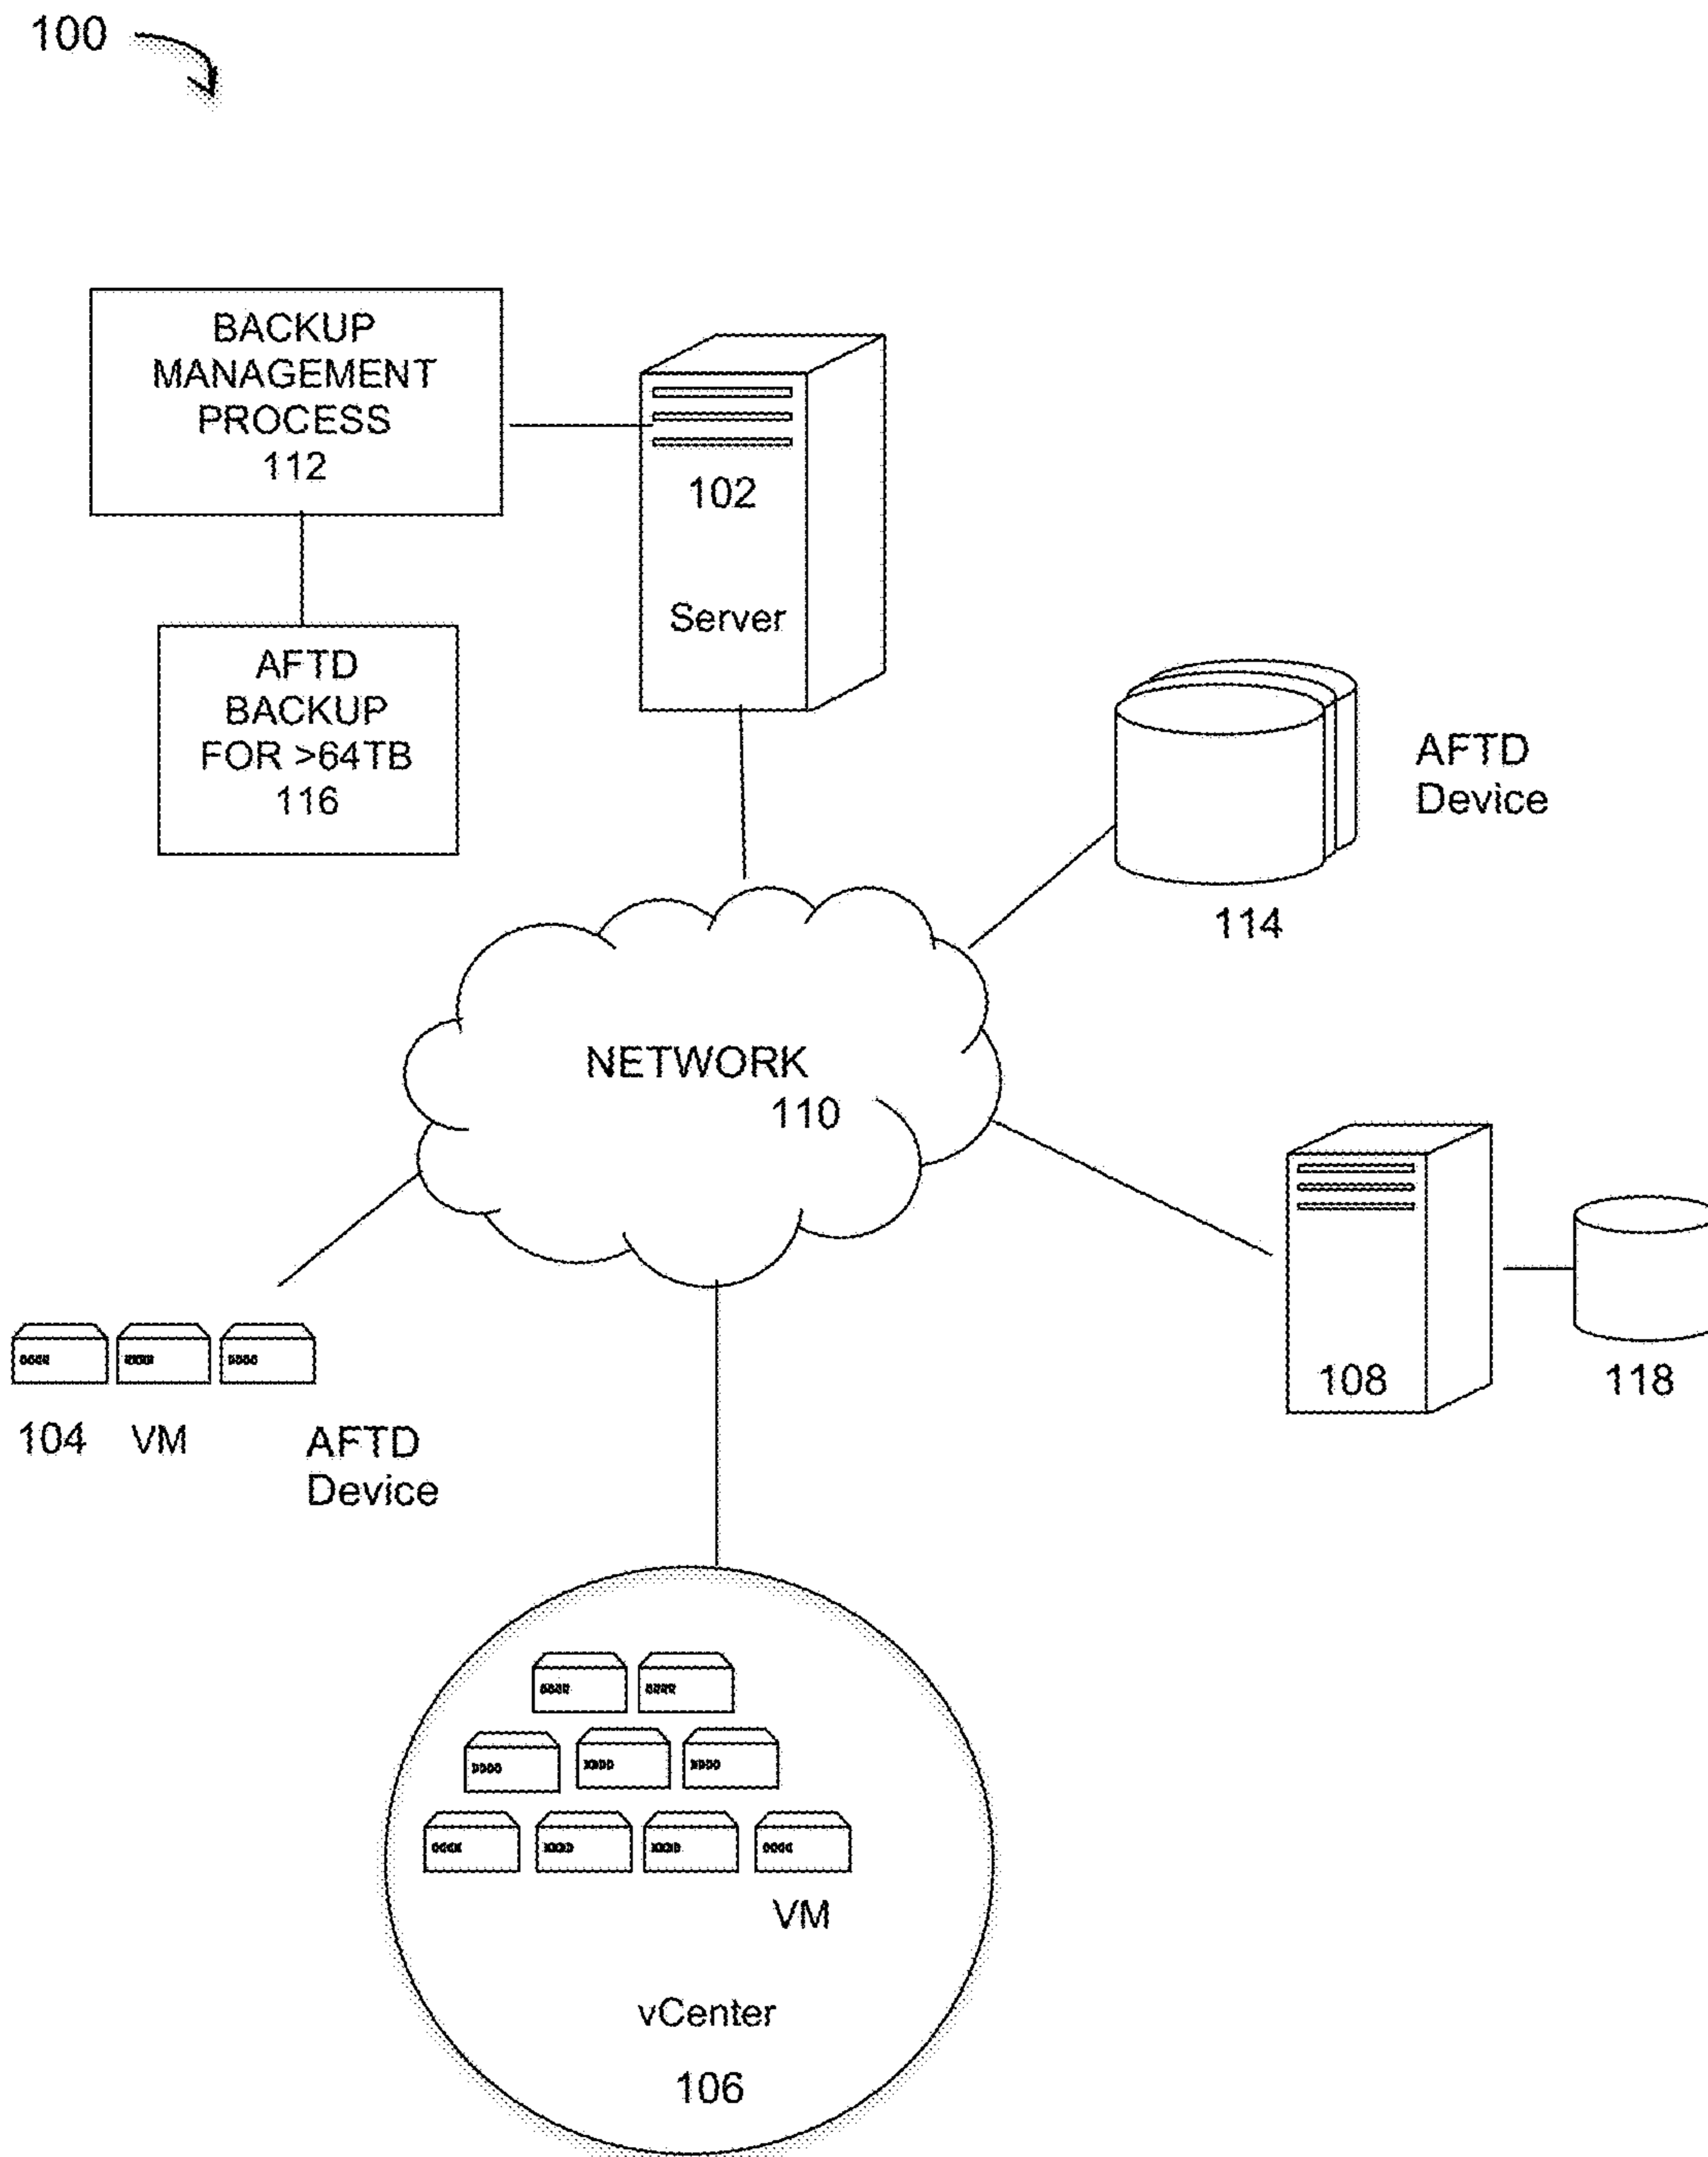 100
BACKUP
MANAGEMENT
PROCESS
112
102
Server
AFTD
BACKUP
FOR >64TB
116
AFTD
Device
114
NETWORK
110
108
118
104 VM
AFTD
Device
VM
vCenter
106